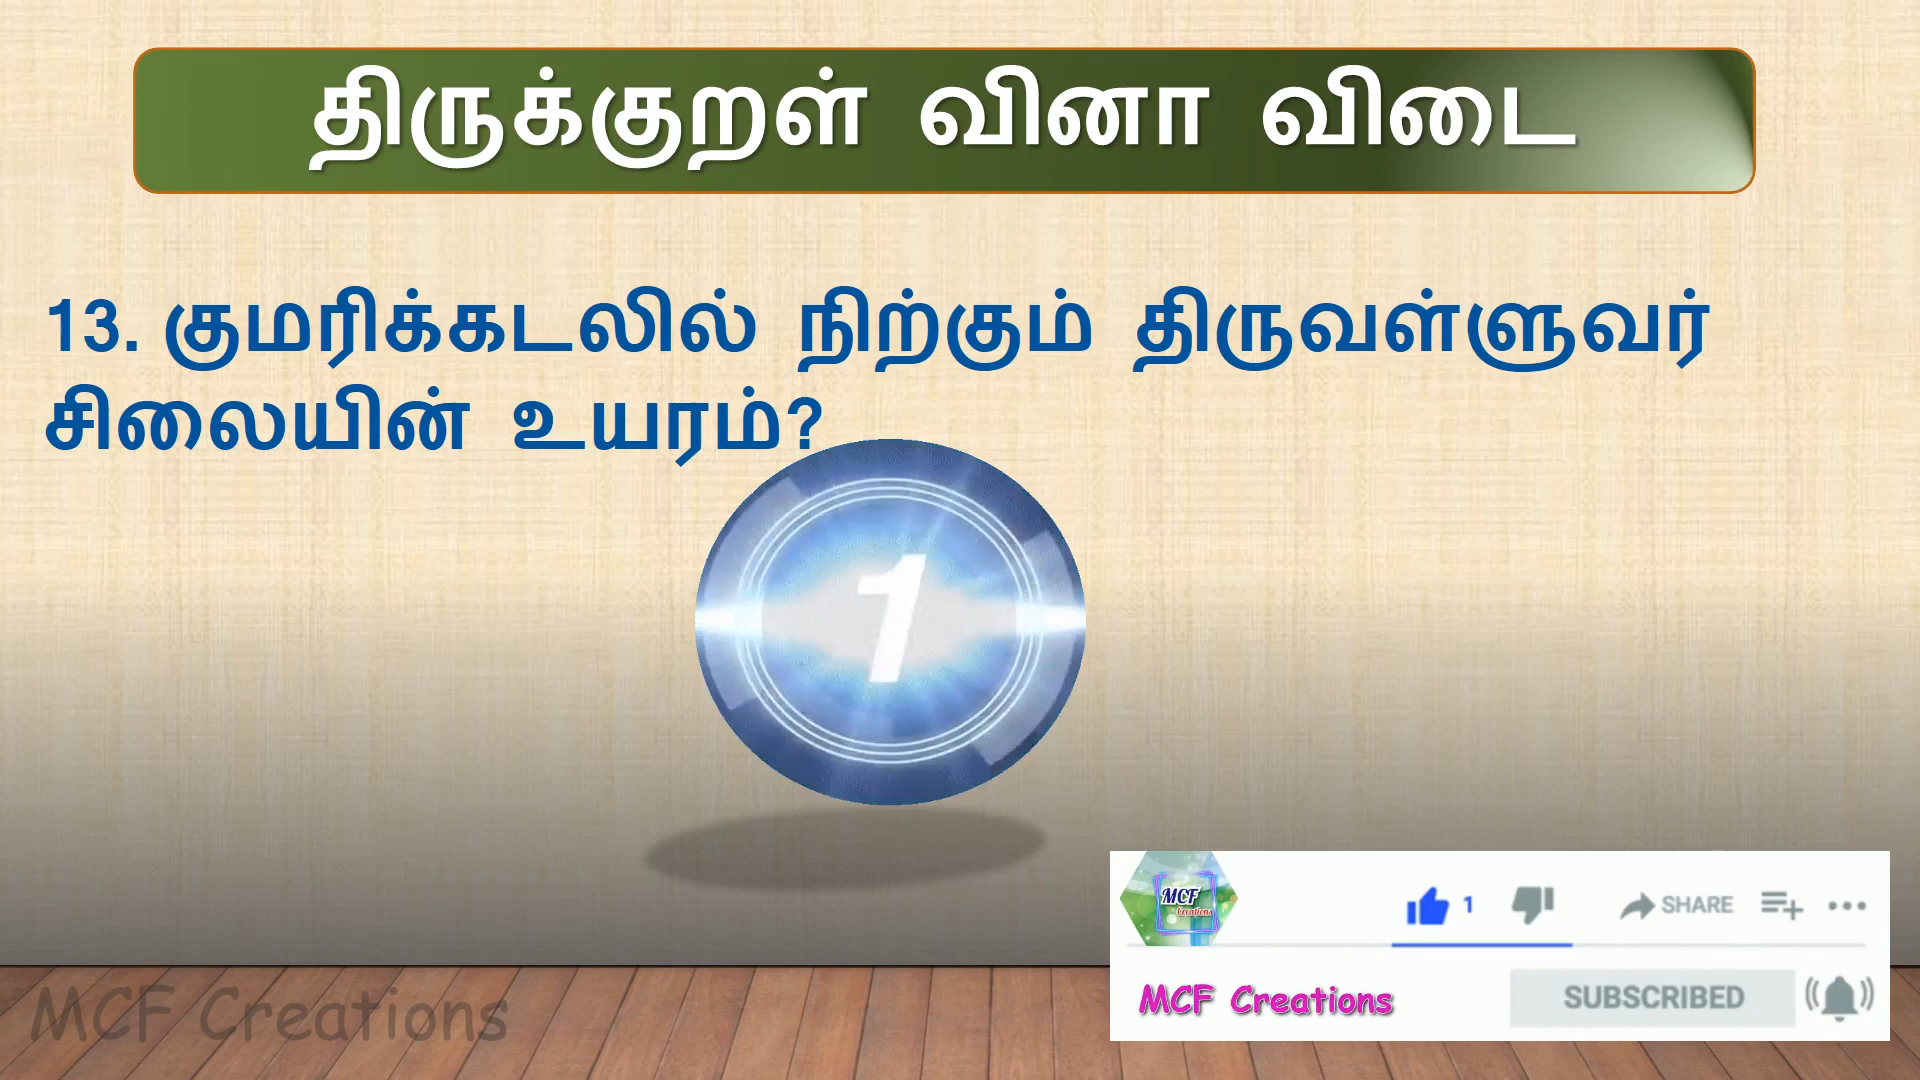 திருக்குறள் வினா விடை
13. குமரிக்கடலில் நிற்கும் திருவள்ளுவர்
சிலையின் உயரம்?
1
MCF
Creations
1
SHARE
MCF Creations
SUBSCRIBED
MCF Creations